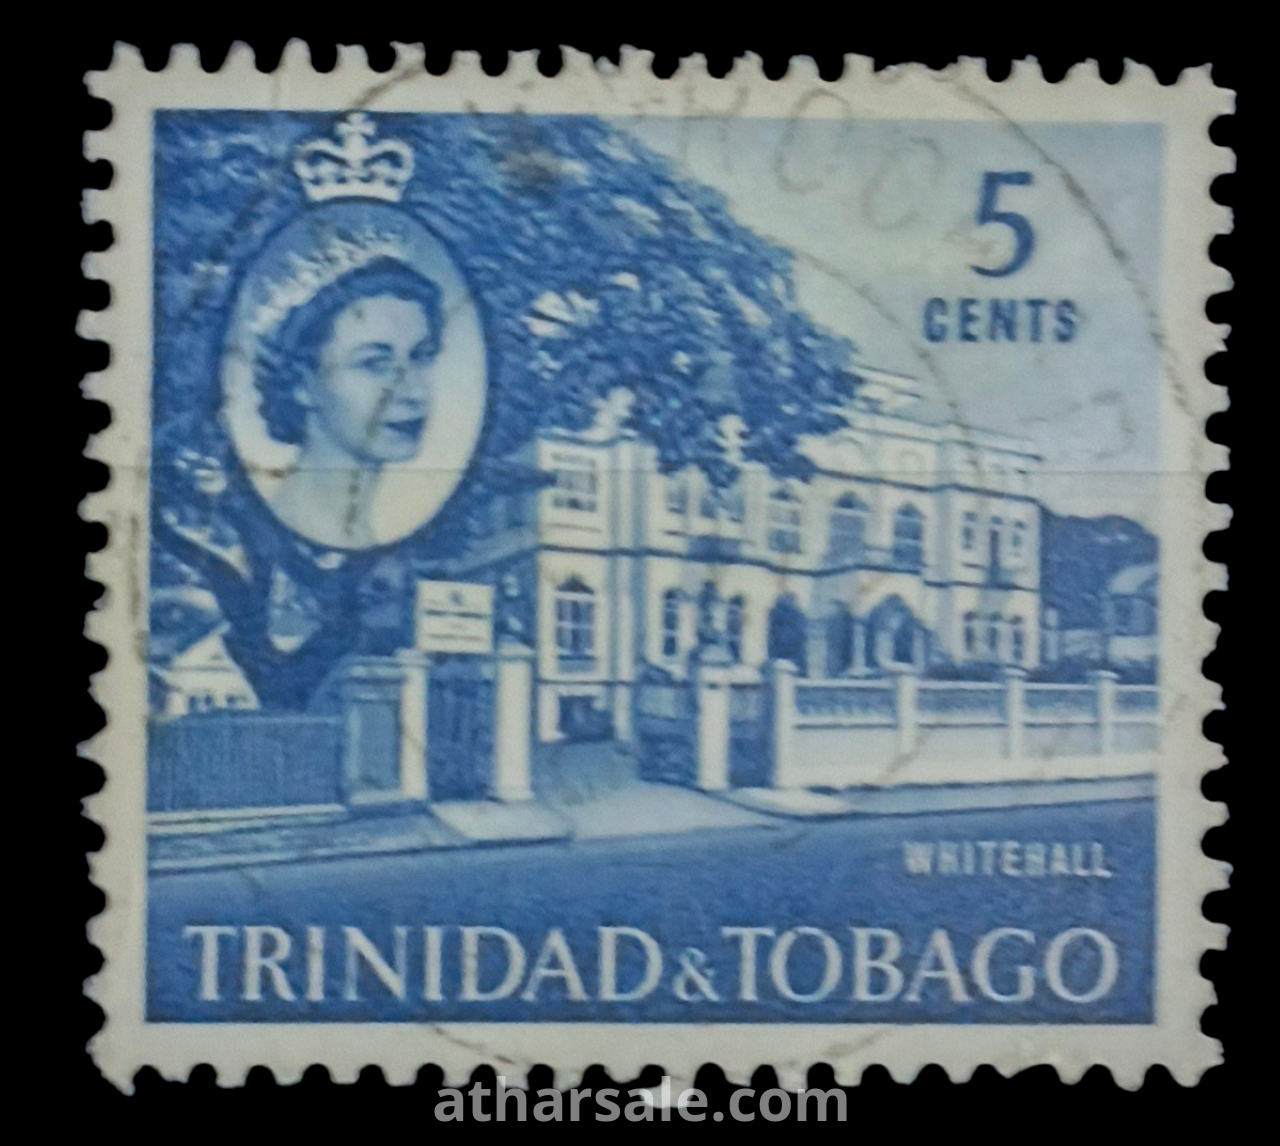 5
CENTS
WHITEHALL
TRINIDAD & TOBAGO
atharsale.com